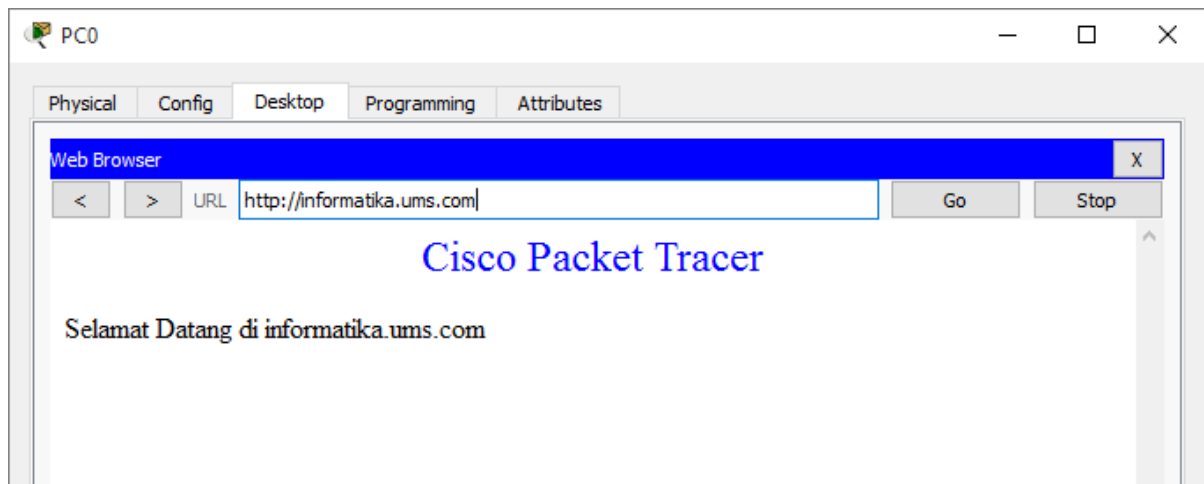 PC0
Physical Config Desktop Programming Attributes
Web Browser X
< > URL http://informatika.ums.com Go Stop
Cisco Packet Tracer
Selamat Datang di informatika.ums.com